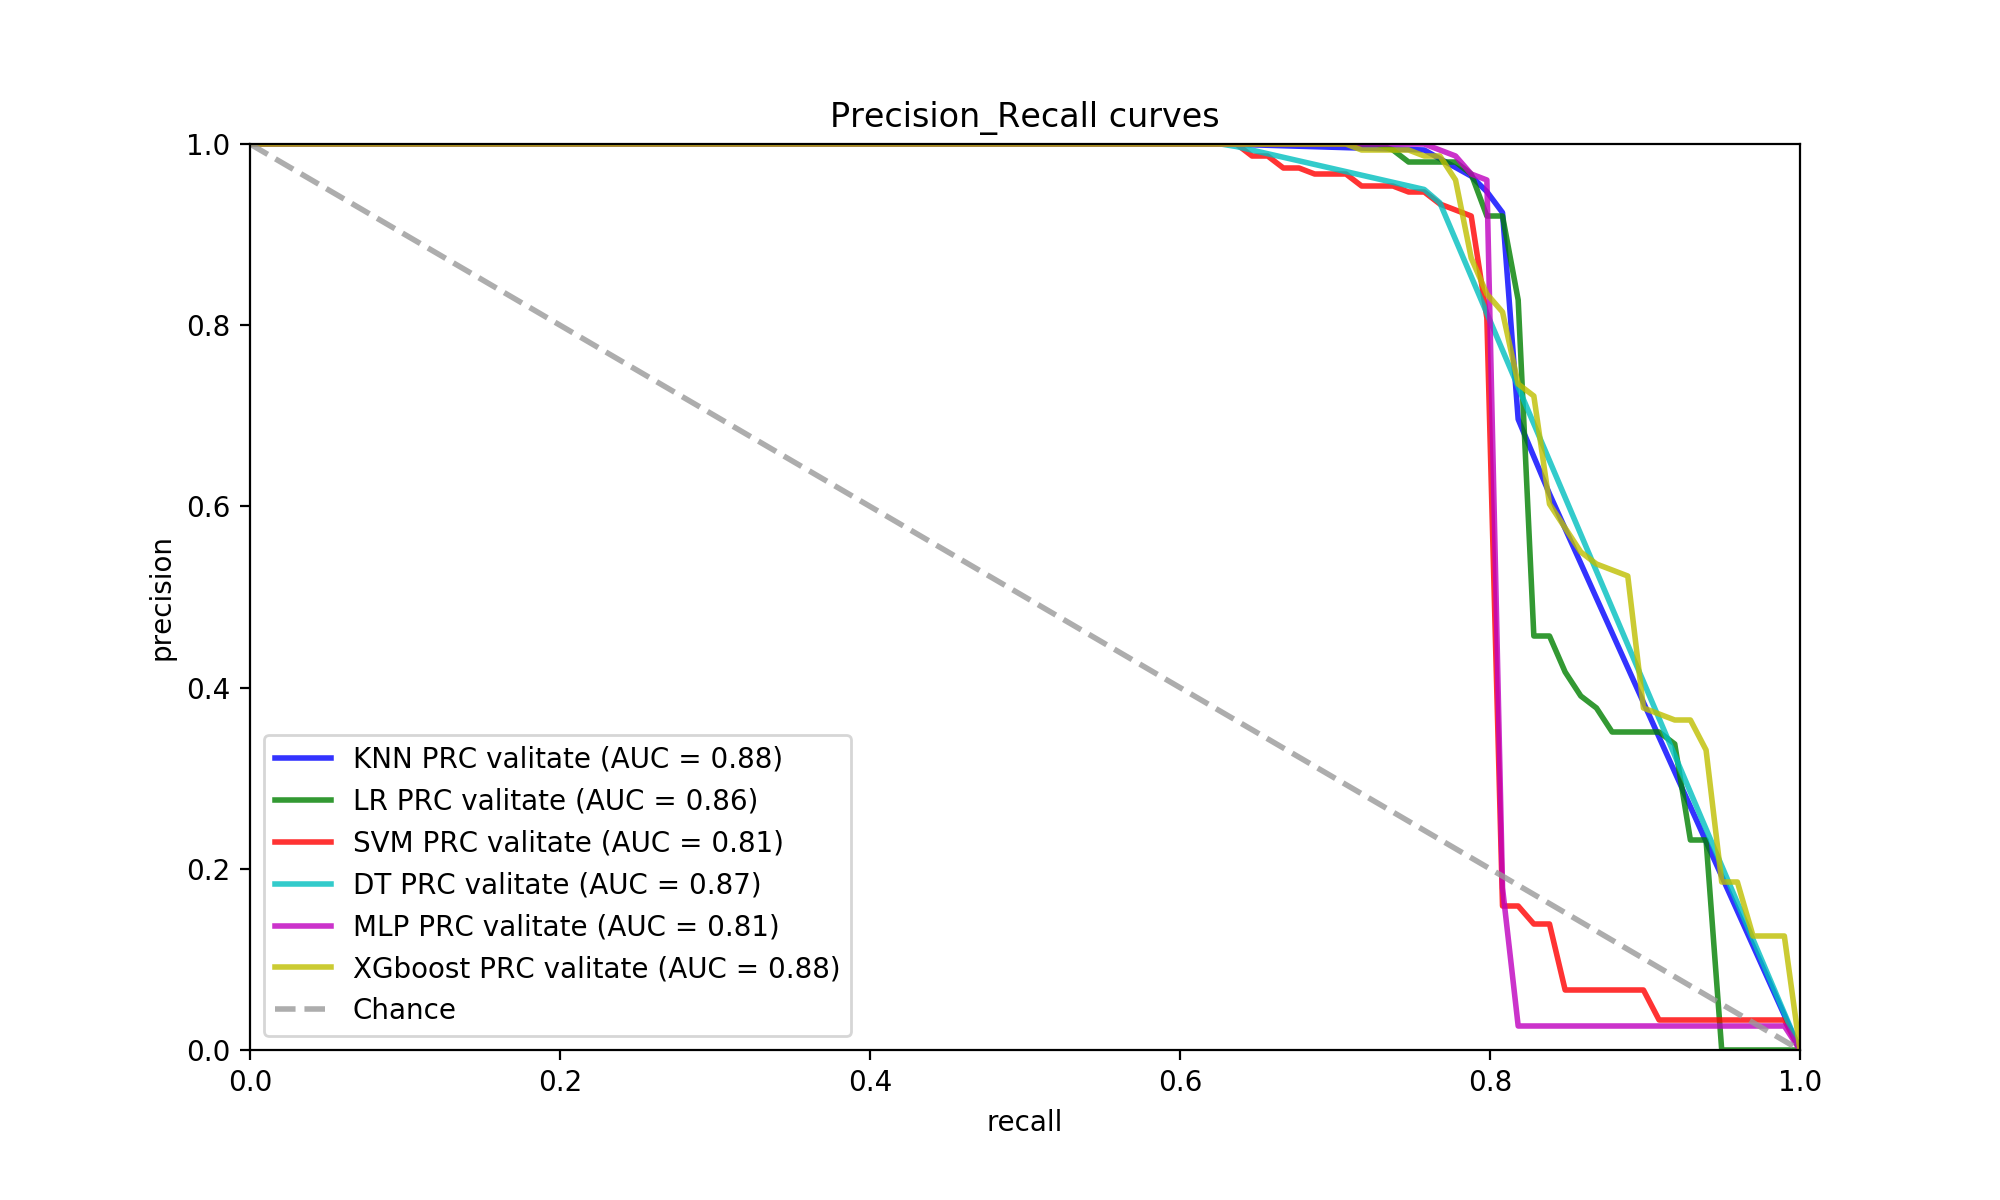 Precision_Recall curves
1.0
0.8
0.6
0.4
0.2
0.0
precision
KNN PRC valitate (AUC = 0.88)
LR PRC valitate (AUC = 0.86)
SVM PRC valitate (AUC = 0.81)
DT PRC valitate (AUC = 0.87)
MLP PRC valitate (AUC = 0.81)
XGboost PRC valitate (AUC = 0.88)
Chance
0.0 0.2 0.4 0.6 0.8 1.0
recall